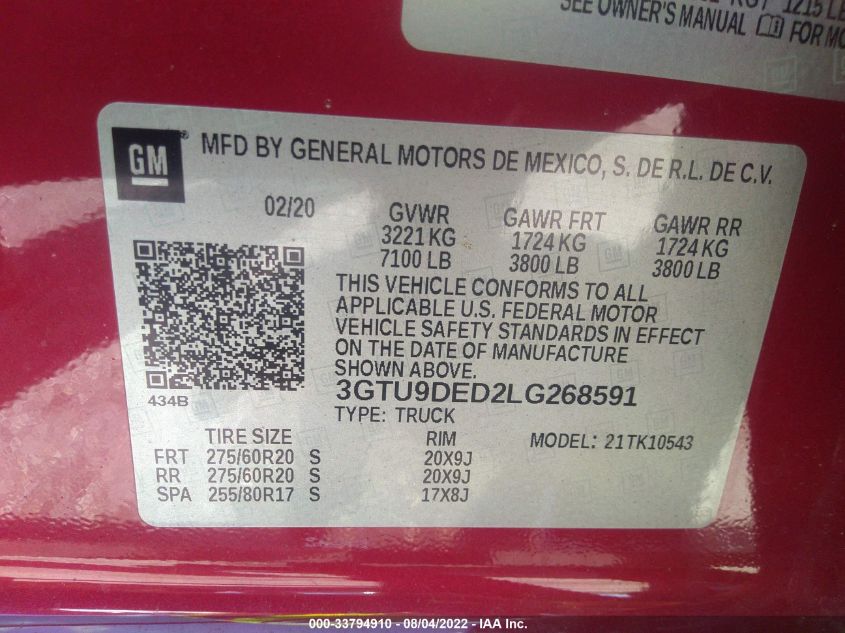 1215 LB
SEE OWNER'S MANUAL FOR MO
GM
MFD BY GENERAL MOTORS DE MEXICO, S. DE R.L. DE C.V.
02/20 GVWR GAWR FRT GAWR RR
3221 KG 1724 KG 1724 KG
7100 LB 3800 LB 3800 LB
THIS VEHICLE CONFORMS TO ALL
APPLICABLE U.S. FEDERAL MOTOR
VEHICLE SAFETY STANDARDS IN EFFECT
ON THE DATE OF MANUFACTURE
SHOWN ABOVE.
434B
3GTU9DED2LG268591
TYPE: TRUCK
TIRE SIZE RIM MODEL: 21TK10543
FRT 275/60R20 S 20X9J
RR 275/60R20 S 20X9J
SPA 255/80R17 S 17X8J
000-33794910 - 08/04/2022 - IAA Inc.